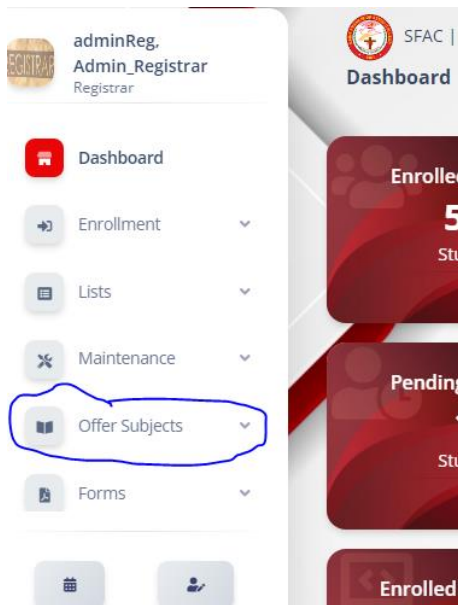 adminReg,
Admin_Registrar
Registrar
Dashboard
Enrollment
Lists
Maintenance
Offer Subjects
Forms
SFAC |
Dashboard
Enrolled
5
Stu
Pending
Stu
Enrolled